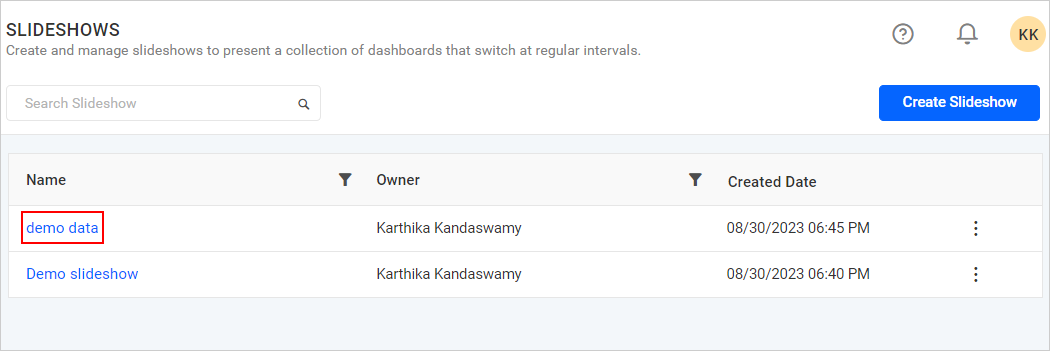 SLIDESHOWS
Create and manage slideshows to present a collection of dashboards that switch at regular intervals.
KK
Search Slideshow
Create Slideshow
Name Owner Created Date
demo data Karthika Kandaswamy 08/30/2023 06:45 PM
Demo slideshow Karthika Kandaswamy 08/30/2023 06:40 PM